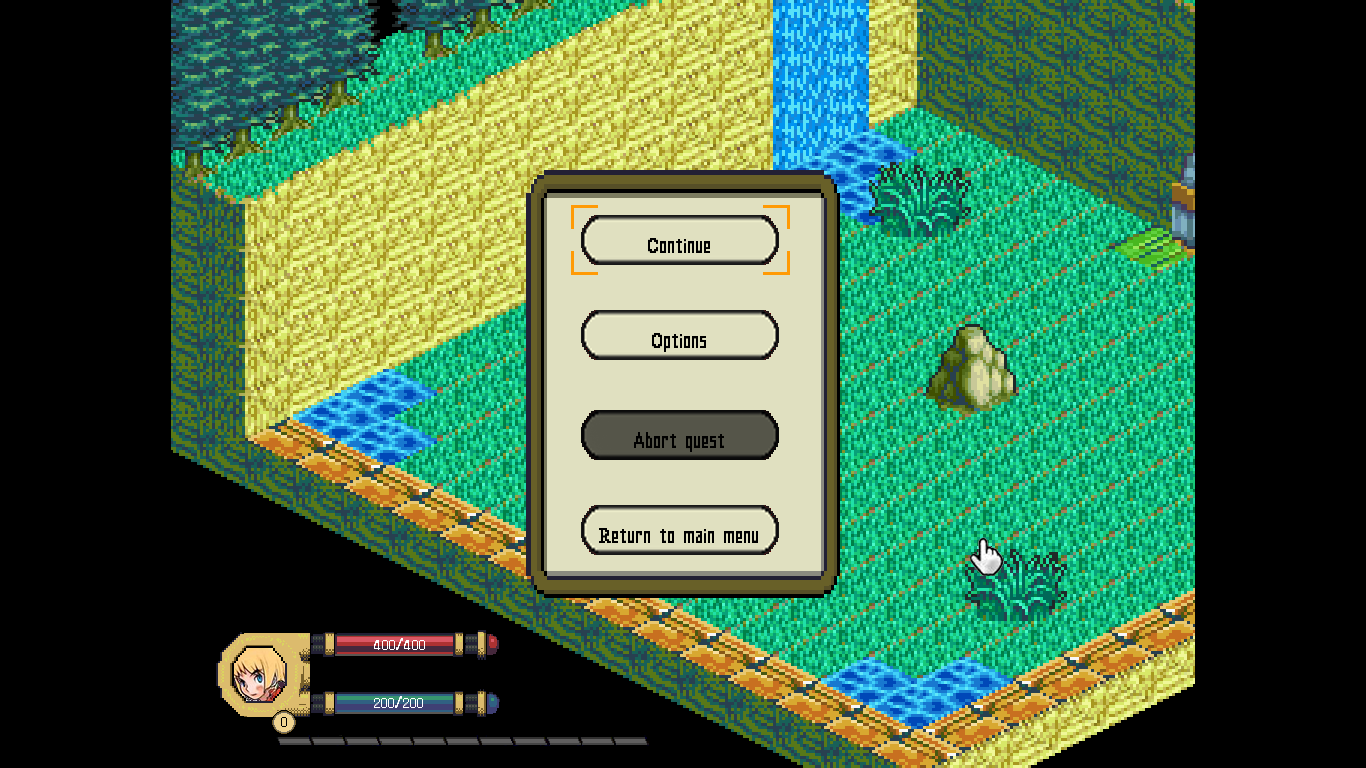 Continue
Options
Abort quest
Return to main menu
400/400
200/200
0